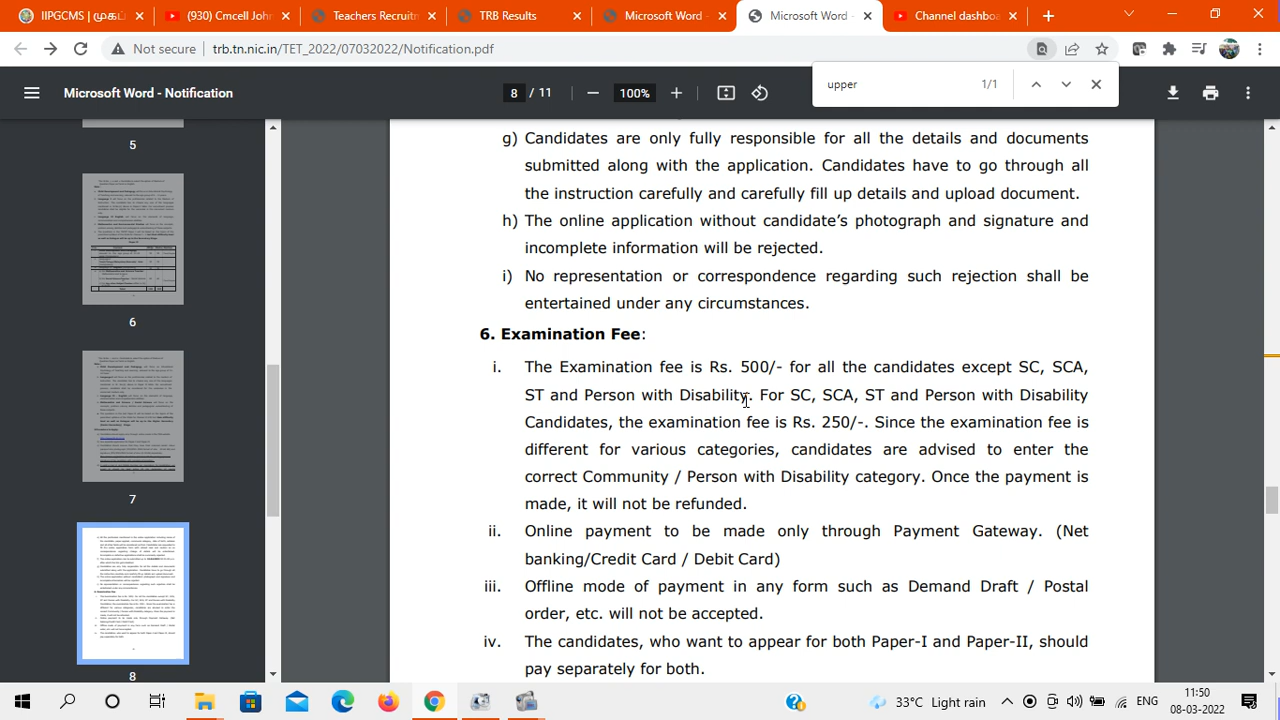 IIPGCMS | முகப்
(930) Cmcell Joh
Teachers Recruitm
TRB Results
Microsoft Word -
Microsoft Word -
Channel dashboa
Not secure
trb.tn.nic.in/TET_2022/07032022/Notification.pdf
upper
1/1
Microsoft Word - Notification
8 / 11
100%
5
6
7
8
g) Candidates are only fully responsible for all the details and documents
submitted along with the application. Candidates have to go through all
the instruction carefully and carefully fill up details and upload document.
h) The online application without candidate's photograph and signature and
incomplete information will be rejected.
i) No representation or correspondence regarding such rejection shall be
entertained under any circumstances.
6. Examination Fee:
i. The Examination fee is Rs. 500/- for all the candidates except SC, SCA,
ST and Person with Disability. For SC, SCA, ST and Person with Disability
Candidates, the examination fee is Rs. 250/-. Since the examination fee is
different for various categories, candidates are advised to enter the
correct Community / Person with Disability category. Once the payment is
made, it will not be refunded.
ii. Online payment to be made only through Payment Gateway. (Net
banking/Credit Card / Debit Card)
iii. Offline mode of payment in any form such as Demand draft / Postal
order etc. will not be accepted.
iv. The candidates, who want to appear for both Paper-I and Paper-II, should
pay separately for both.
33°C Light rain
ENG
11:50
08-03-2022